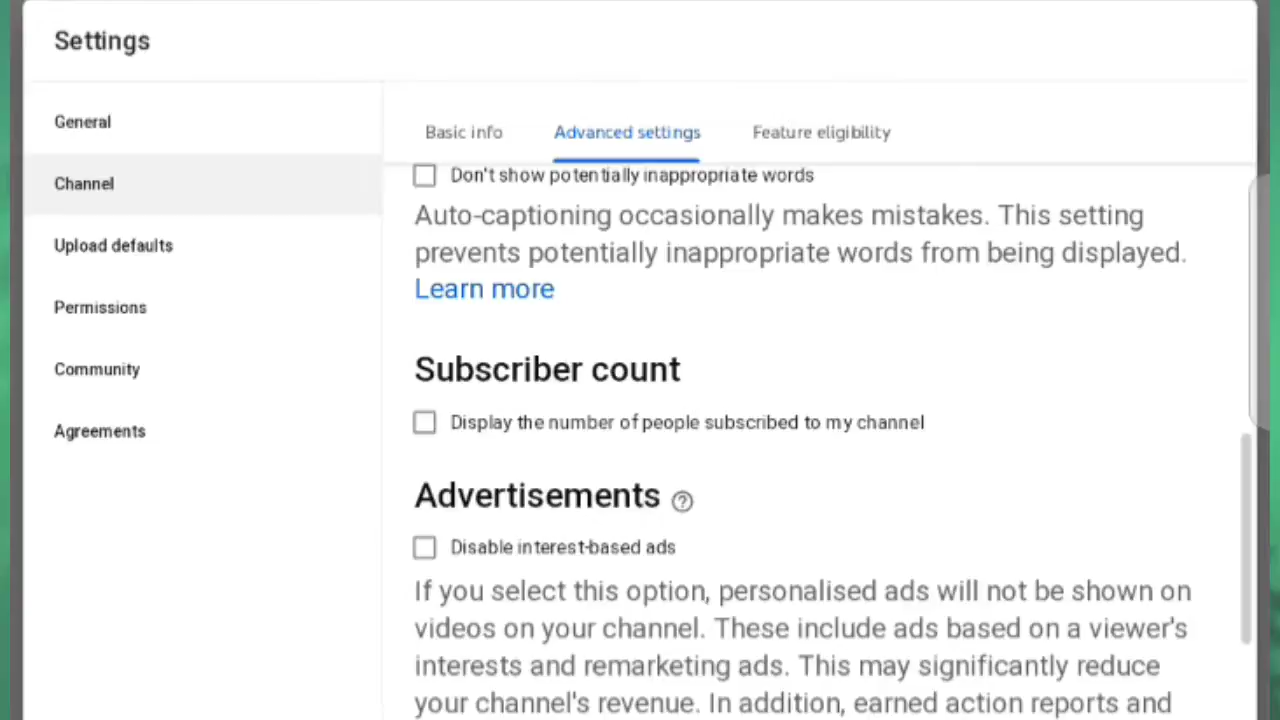 Settings
General
Channel
Upload defaults
Permissions
Community
Agreements
Basic info
Advanced settings
Feature eligibility
Don't show potentially inappropriate words
Auto-captioning occasionally makes mistakes. This setting
prevents potentially inappropriate words from being displayed.
Learn more
Subscriber count
Display the number of people subscribed to my channel
Advertisements
Disable interest-based ads
If you select this option, personalised ads will not be shown on
videos on your channel. These include ads based on a viewer's
interests and remarketing ads. This may significantly reduce
your channel's revenue. In addition, earned action reports and